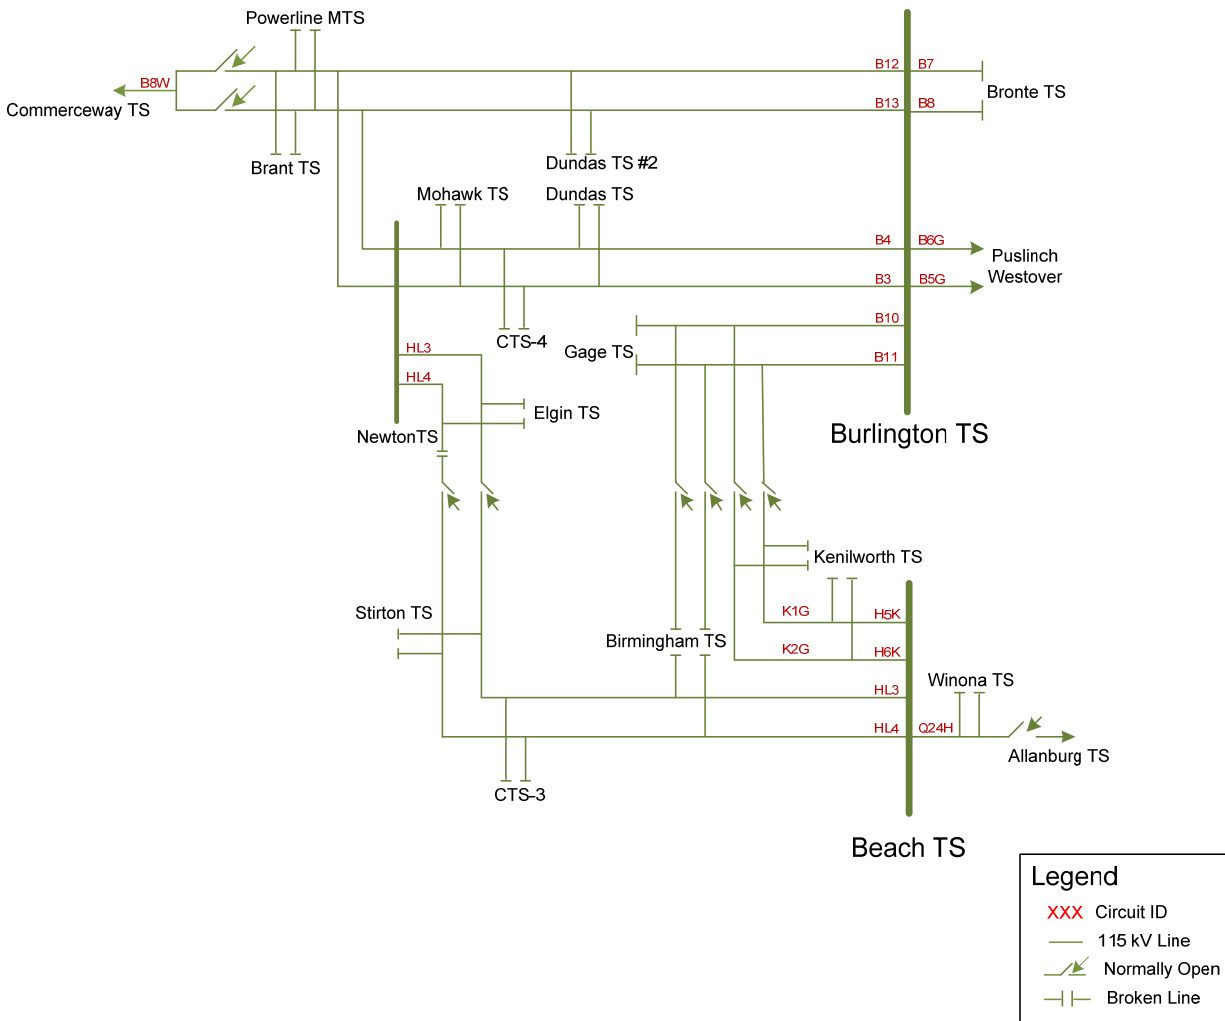 Powerline MTS
B8W
Commerceway TS
Brant TS
B12
B7
B13
B8
Bronte TS
Dundas TS #2
Mohawk TS
Dundas TS
B4
B6G
B3
B5G
Puslinch
Westover
CTS-4
B10
Gage TS
B11
HL3
HL4
Elgin TS
NewtonTS
Burlington TS
Kenilworth TS
Stirton TS
Birmingham TS
K1G
H5K
K2G
H6K
Winona TS
HL3
HL4
Q24H
Allanburg TS
CTS-3
Beach TS
Legend
XXX Circuit ID
115 kV Line
Normally Open
Broken Line